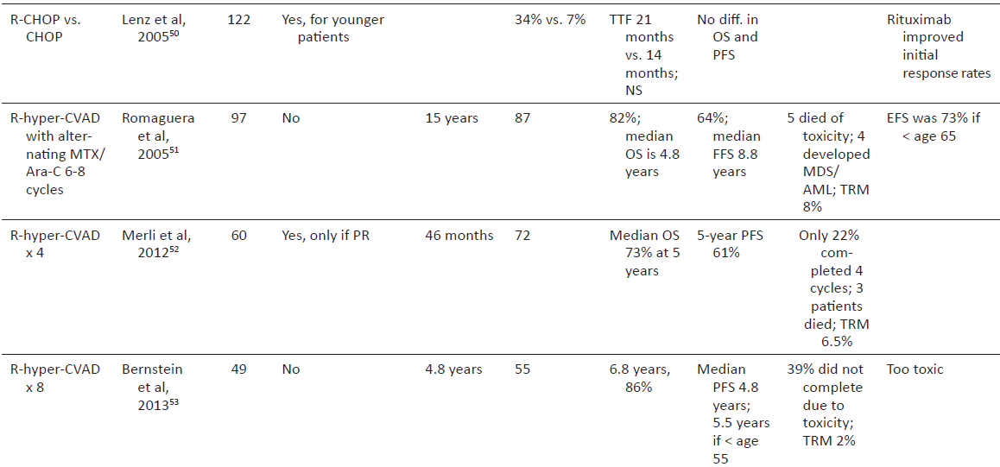 R-CHOP vs.
CHOP
Lenz et al,
2005⁵⁰
122
Yes, for younger
patients
34% vs. 7%
TTF 21
months
vs. 14
months;
NS
No diff. in
OS and
PFS
Rituximab
improved
initial
response rates
R-hyper-CVAD
with alter-
nating MTX/
Ara-C 6-8
cycles
Romaguera
et al,
2005⁵¹
97
No
15 years
87
82%;
median
OS is 4.8
years
64%;
median
FFS 8.8
years
5 died of
toxicity; 4
developed
MDS/
AML; TRM
8%
EFS was 73% if
< age 65
R-hyper-CVAD
x 4
Merli et al,
2012⁵²
60
Yes, only if PR
46 months
72
Median OS
73% at 5
years
5-year PFS
61%
Only 22%
com-
pleted 4
cycles; 3
patients
died; TRM
6.5%
R-hyper-CVAD
x 8
Bernstein
et al,
2013⁵³
49
No
4.8 years
55
6.8 years,
86%
Median
PFS 4.8
years;
5.5 years
if < age
55
39% did not
complete
due to
toxicity;
TRM 2%
Too toxic